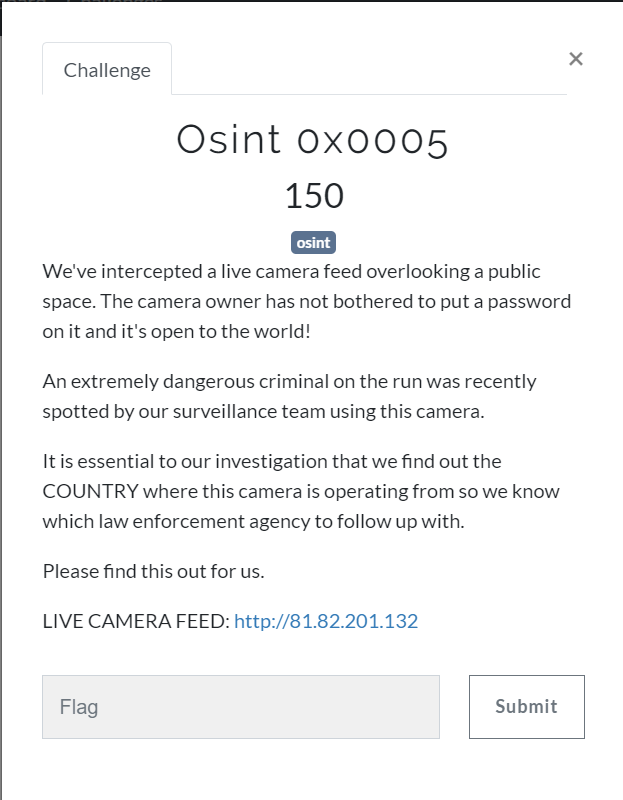 Challenge
×
Osint 0x0005
150
osint
We've intercepted a live camera feed overlooking a public
space. The camera owner has not bothered to put a password
on it and it's open to the world!
An extremely dangerous criminal on the run was recently
spotted by our surveillance team using this camera.
It is essential to our investigation that we find out the
COUNTRY where this camera is operating from so we know
which law enforcement agency to follow up with.
Please find this out for us.
LIVE CAMERA FEED: http://81.82.201.132
Flag
Submit